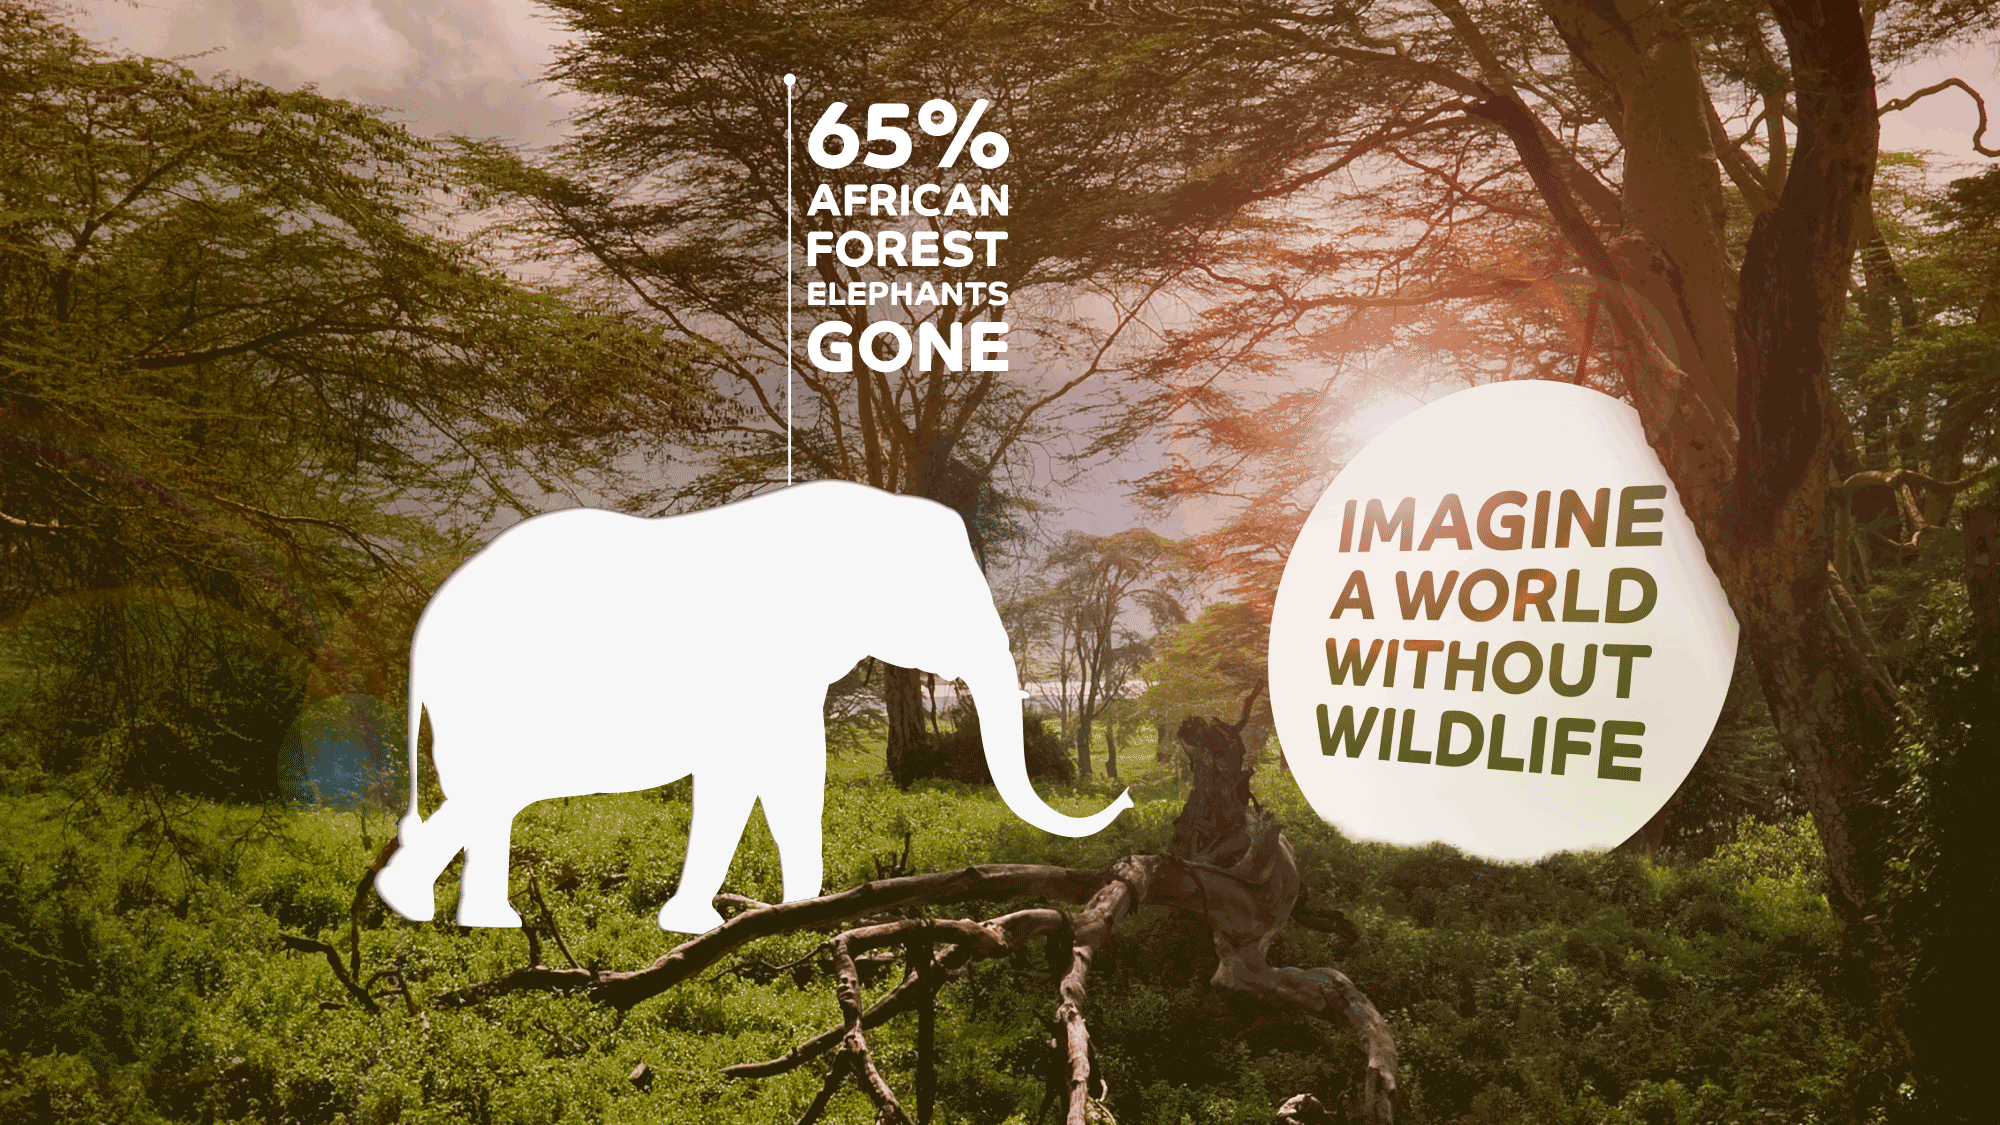 65%
AFRICAN
FOREST
ELEPHANTS
GONE
IMAGINE
A WORLD
WITHOUT
WILDLIFE